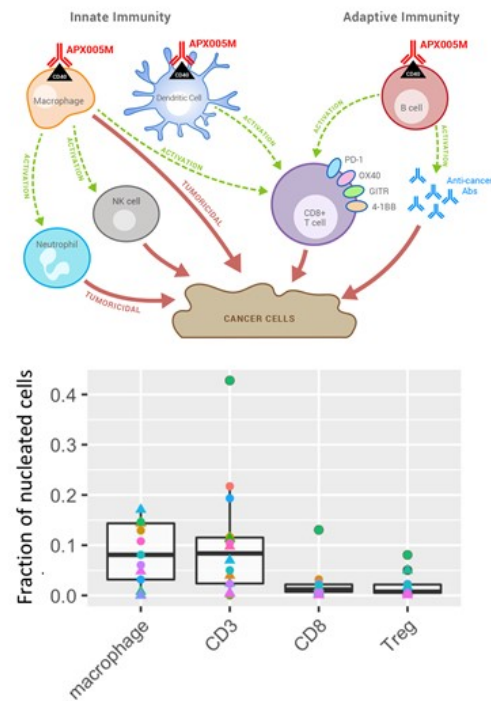 Innate Immunity
Adaptive Immunity
APX005M
APX005M
APX005M
CD40
CD40
CD40
Macrophage
Dendritic Cell
B cell
ACTIVATION
ACTIVATION
ACTIVATION
ACTIVATION
ACTIVATION
ACTIVATION
PD-1
OX40
GITR
4-1BB
Anti-cancer
Abs
TUMORICIDAL
NK cell
CD8+
T cell
Neutrophil
TUMORICIDAL
CANCER CELLS
Fraction of nucleated cells
0.4
0.3
0.2
0.1
0.0
macrophage
CD3
CD8
Treg